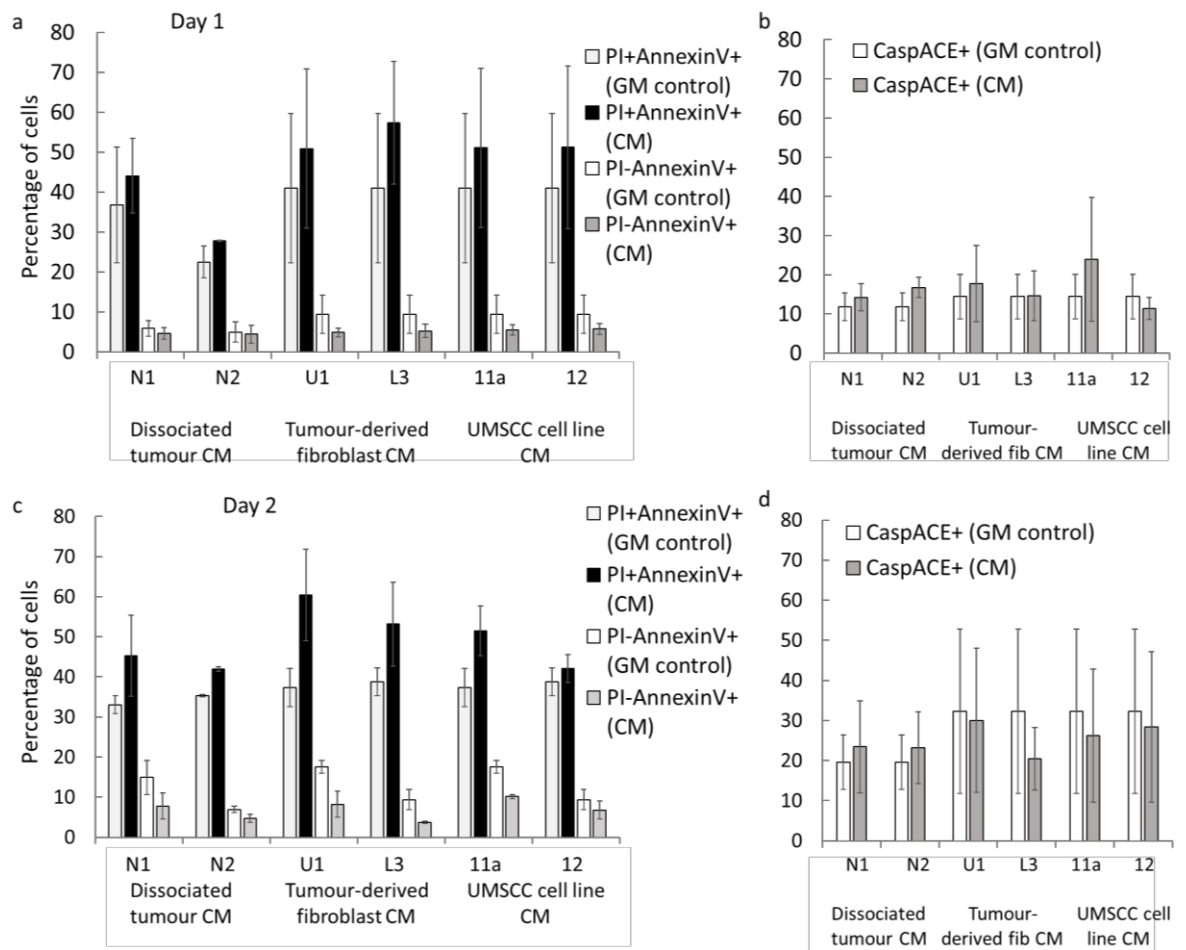 a
Day 1
80
70
60
50
40
30
20
10
0
Percentage of cells
PI+AnnexinV+
(GM control)
PI+AnnexinV+
(CM)
PI-AnnexinV+
(GM control)
PI-AnnexinV+
(CM)
N1 N2 U1 L3 11a 12
Dissociated Tumour-derived UMSCC cell line
tumour CM fibroblast CM CM
b
80
70
60
50
40
30
20
10
0
CaspACE+ (GM control)
CaspACE+ (CM)
N1 N2 U1 L3 11a 12
Dissociated Tumour- UMSCC cell
tumour CM derived fib CM line CM
c
Day 2
80
70
60
50
40
30
20
10
0
Percentage of cells
PI+AnnexinV+
(GM control)
PI+AnnexinV+
(CM)
PI-AnnexinV+
(GM control)
PI-AnnexinV+
(CM)
N1 N2 U1 L3 11a 12
Dissociated Tumour-derived UMSCC cell line
tumour CM fibroblast CM CM
d
80
70
60
50
40
30
20
10
0
CaspACE+ (GM control)
CaspACE+ (CM)
N1 N2 U1 L3 11a 12
Dissociated Tumour- UMSCC cell
tumour CM derived fib CM line CM